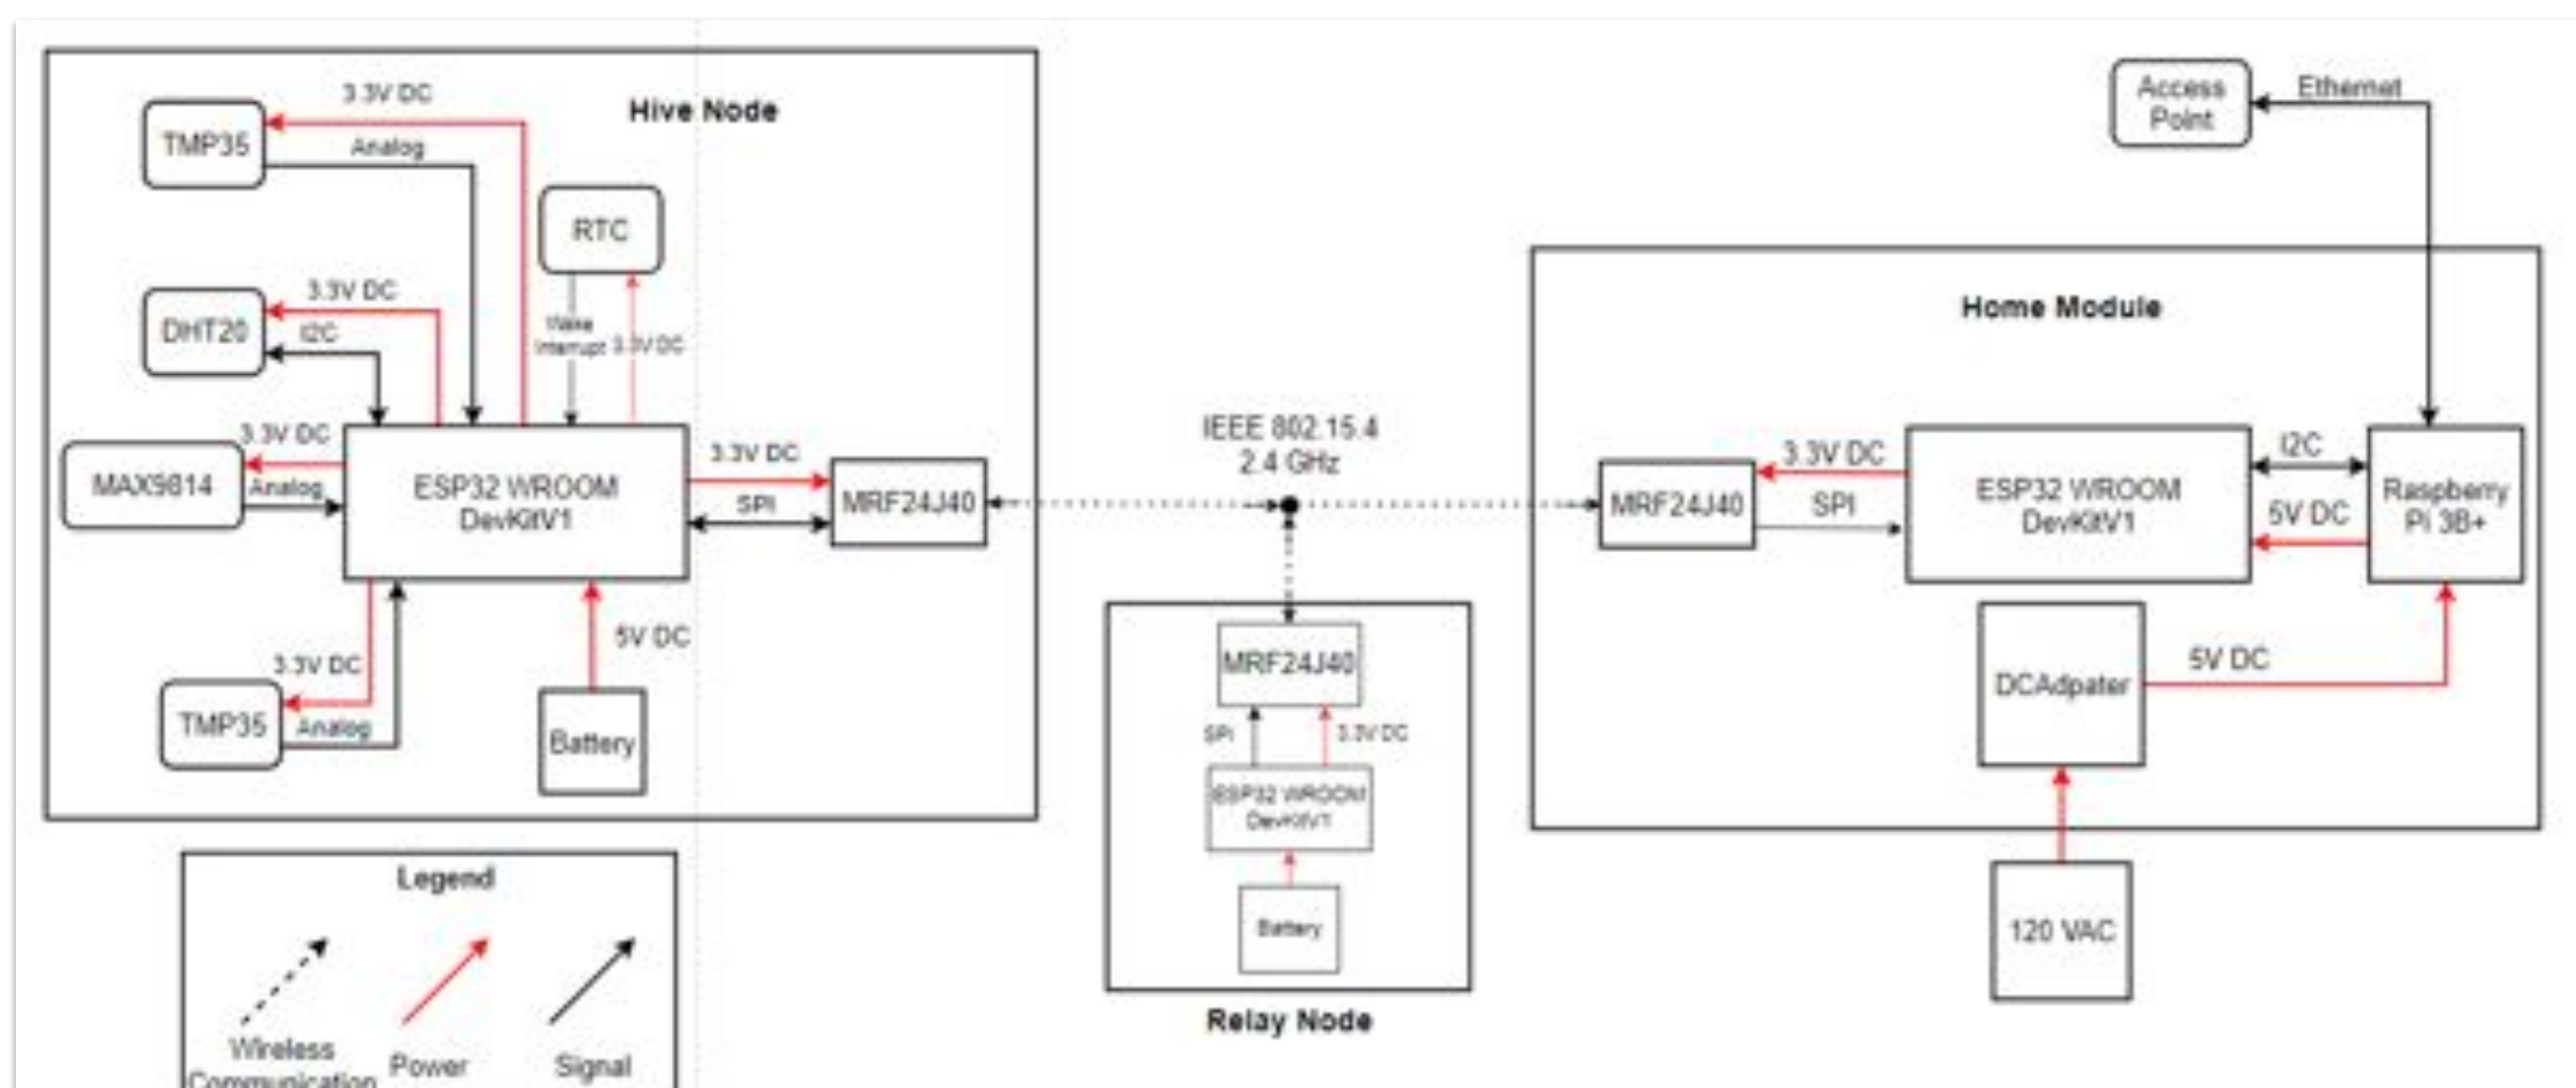 Hive Node
3.3V DC
TMP35
Analog
RTC
3.3V DC
DHT20
I2C
Wake
Interrupt
3.3V DC
3.3V DC
MAX9814
Analog
ESP32 WROOM
DevKitV1
3.3V DC
SPI
MRF24J40
3.3V DC
TMP35
Analog
5V DC
Battery
IEEE 802.15.4
2.4 GHz
MRF24J40
SPI
3.3V DC
ESP32 WROOM
DevKitV1
Battery
Relay Node
Access
Point
Ethernet
Home Module
MRF24J40
3.3V DC
SPI
ESP32 WROOM
DevKitV1
I2C
5V DC
Raspberry
Pi 3B+
DCAdpater
5V DC
120 VAC
Legend
Wireless
Communication
Power
Signal